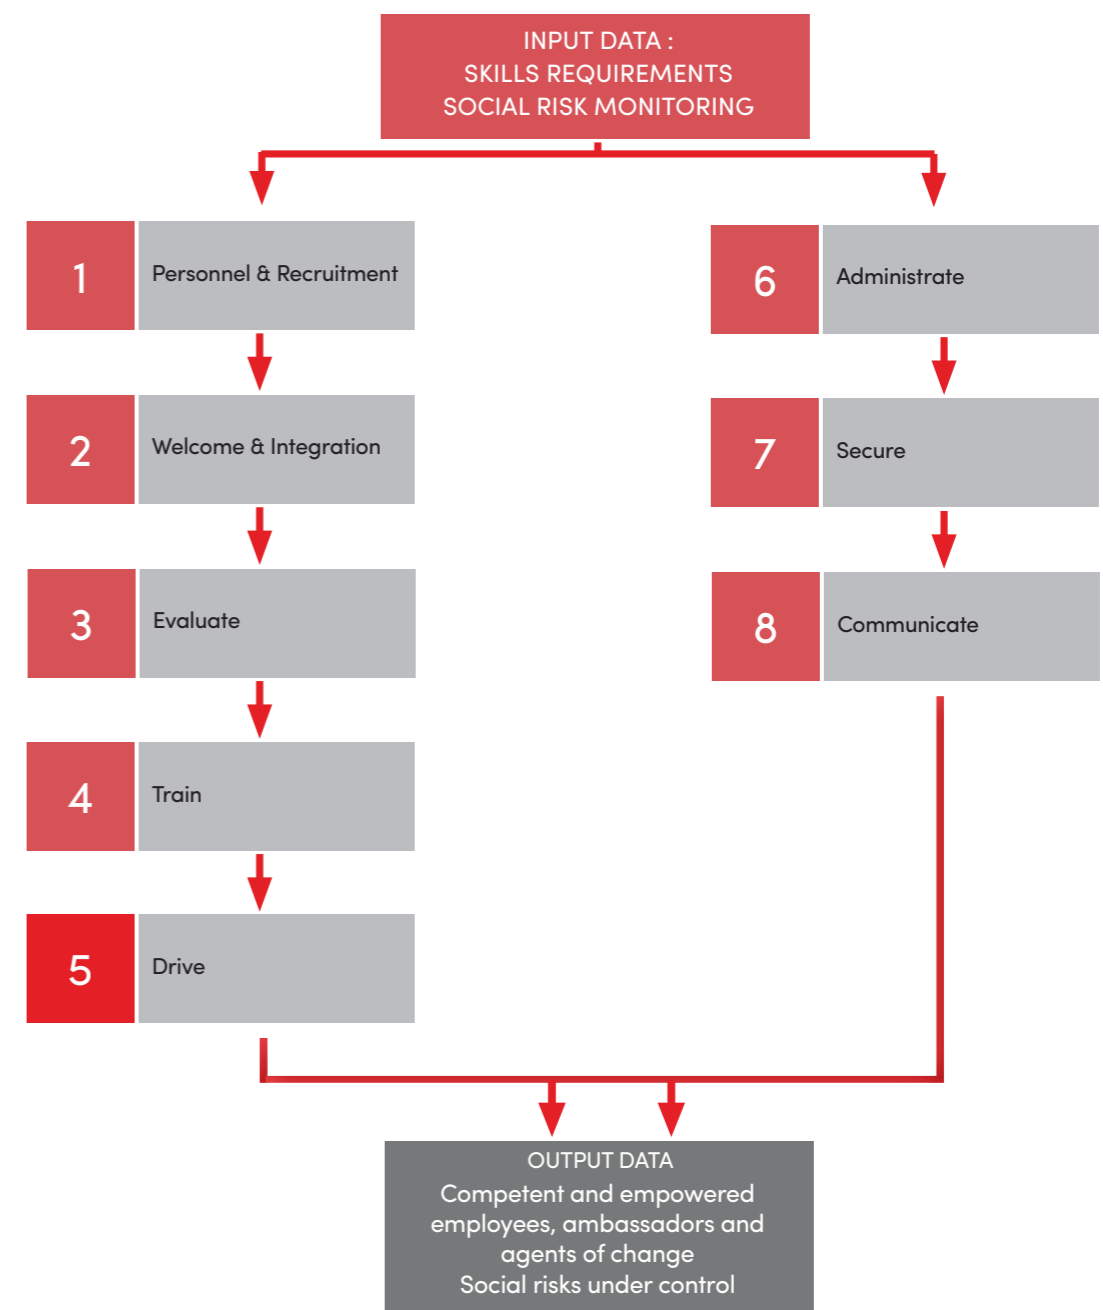 INPUT DATA :
SKILLS REQUIREMENTS
SOCIAL RISK MONITORING
1
Personnel & Recruitment
2
Welcome & Integration
3
Evaluate
4
Train
5
Drive
6
Administrate
7
Secure
8
Communicate
OUTPUT DATA
Competent and empowered
employees, ambassadors and
agents of change
Social risks under control